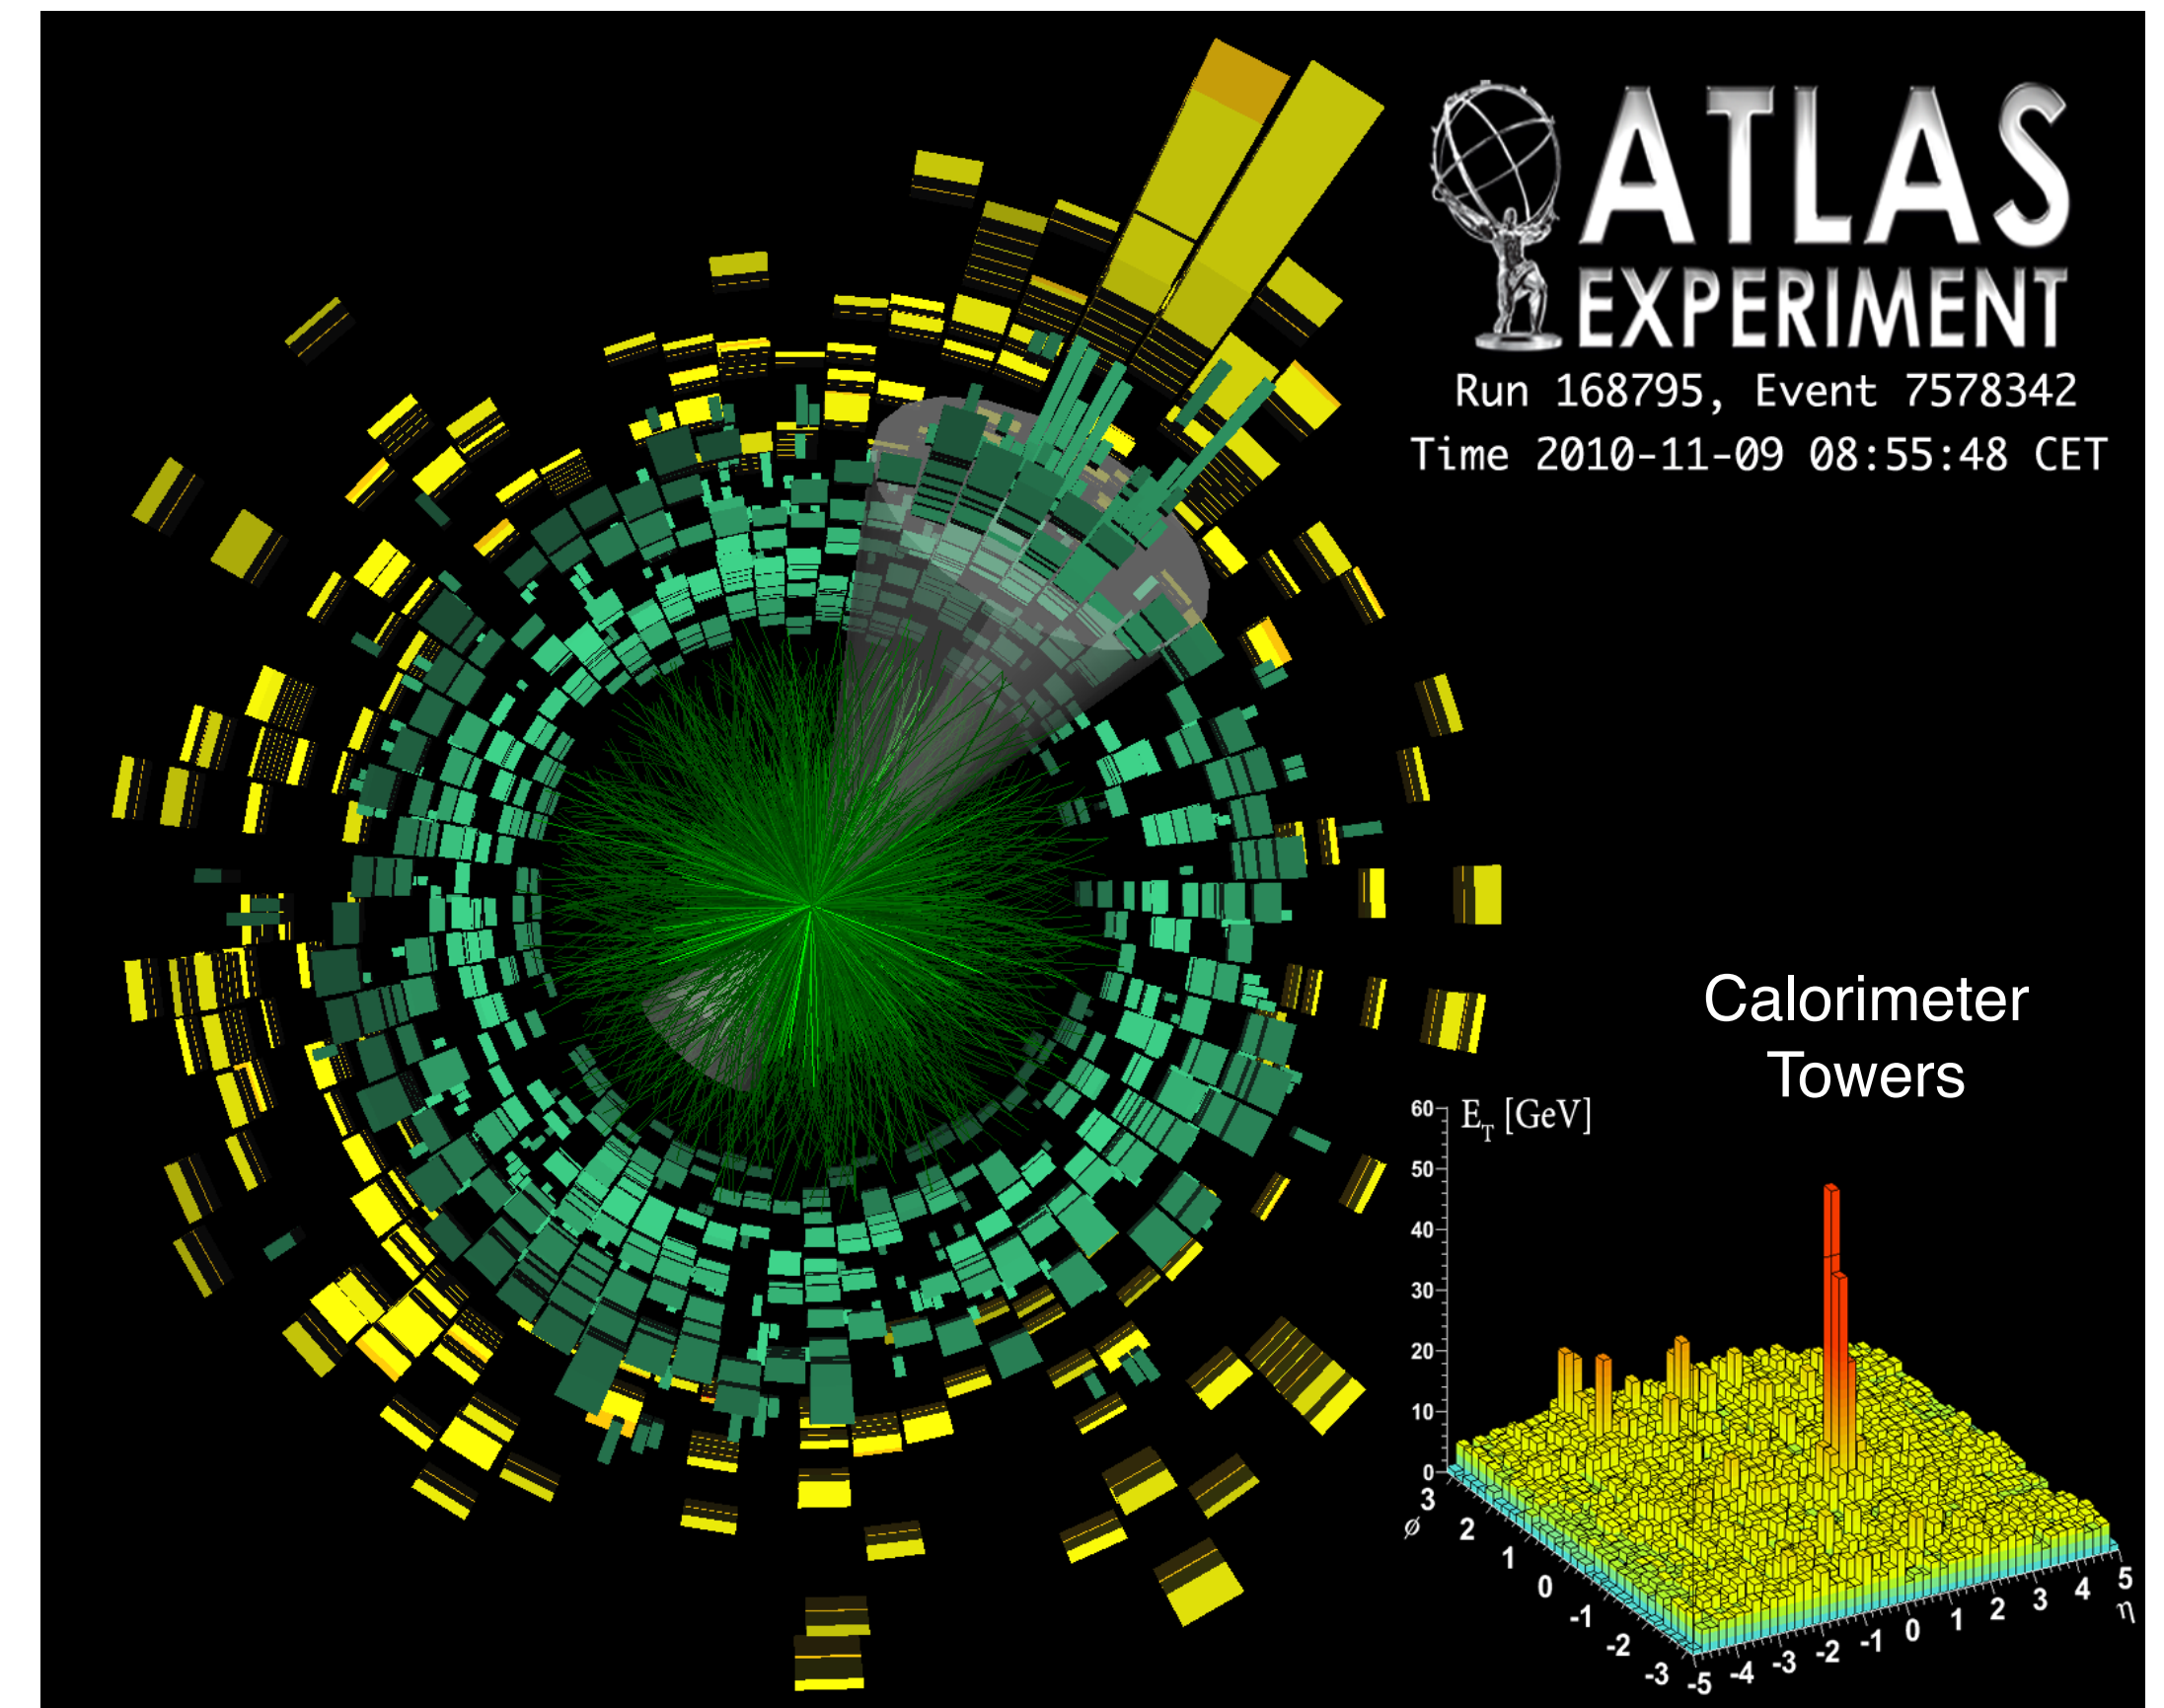 ATLAS
EXPERIMENT
Run 168795, Event 7578342
Time 2010-11-09 08:55:48 CET
Calorimeter
Towers
E_T [GeV]
60
50
40
30
20
10
0
3
2
1
0
-1
-2
-3
ø
-5
-4
-3
-2
-1
0
1
2
3
4
5
η